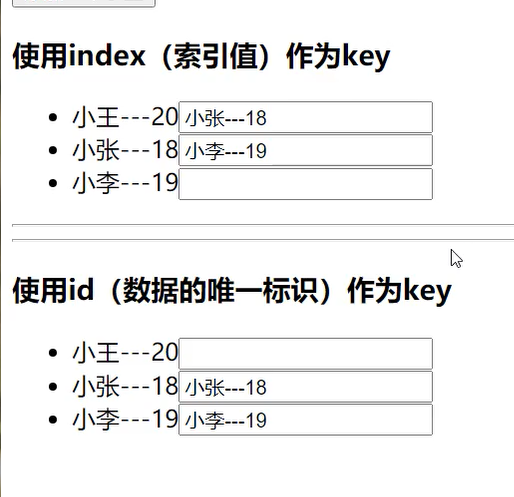 使用index（索引值）作为key
小王---20 小张---18
小张---18 小李---19
小李---19
使用id（数据的唯一标识）作为key
小王---20
小张---18 小张---18
小李---19 小李---19